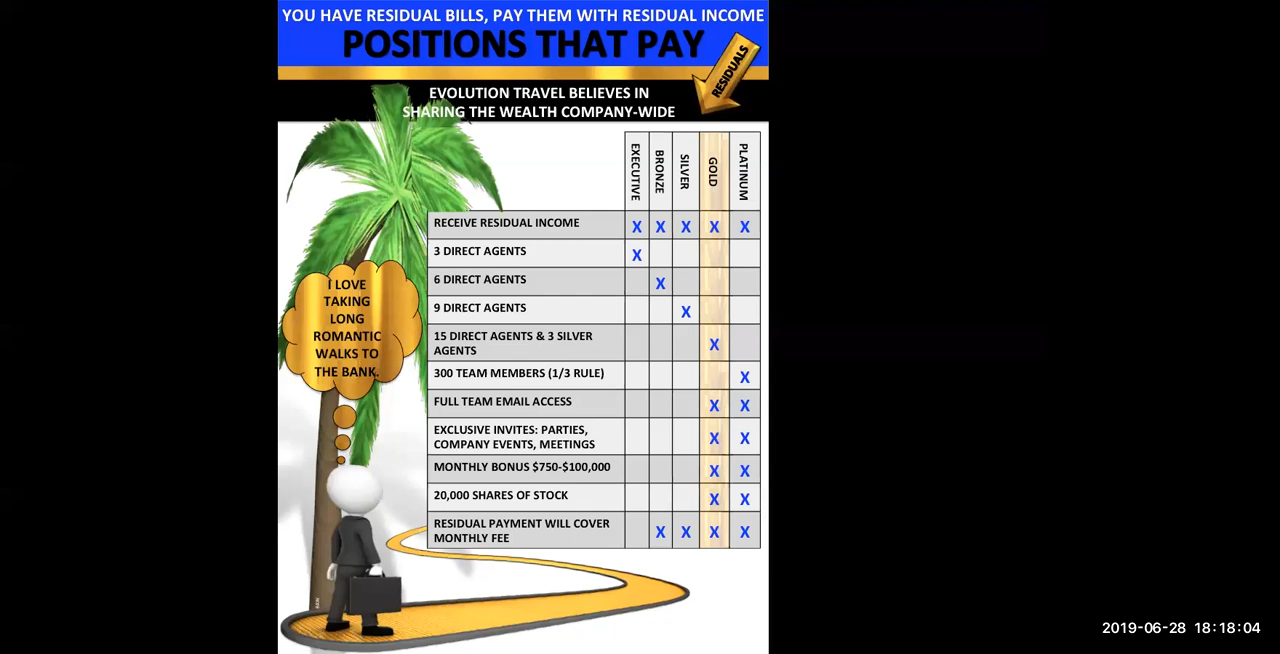 YOU HAVE RESIDUAL BILLS, PAY THEM WITH RESIDUAL INCOME
POSITIONS THAT PAY
RESIDUALS
EVOLUTION TRAVEL BELIEVES IN
SHARING THE WEALTH COMPANY-WIDE
EXECUTIVE BRONZE SILVER GOLD PLATINUM
RECEIVE RESIDUAL INCOME X X X X X
3 DIRECT AGENTS X
6 DIRECT AGENTS X
9 DIRECT AGENTS X
15 DIRECT AGENTS & 3 SILVER
AGENTS X
300 TEAM MEMBERS (1/3 RULE) X
FULL TEAM EMAIL ACCESS X X
EXCLUSIVE INVITES: PARTIES,
COMPANY EVENTS, MEETINGS X X
MONTHLY BONUS $750-$100,000 X X
20,000 SHARES OF STOCK X X
RESIDUAL PAYMENT WILL COVER
MONTHLY FEE X X X X
I LOVE
TAKING
LONG
ROMANTIC
WALKS TO
THE BANK.
2019-06-28 18:18:04